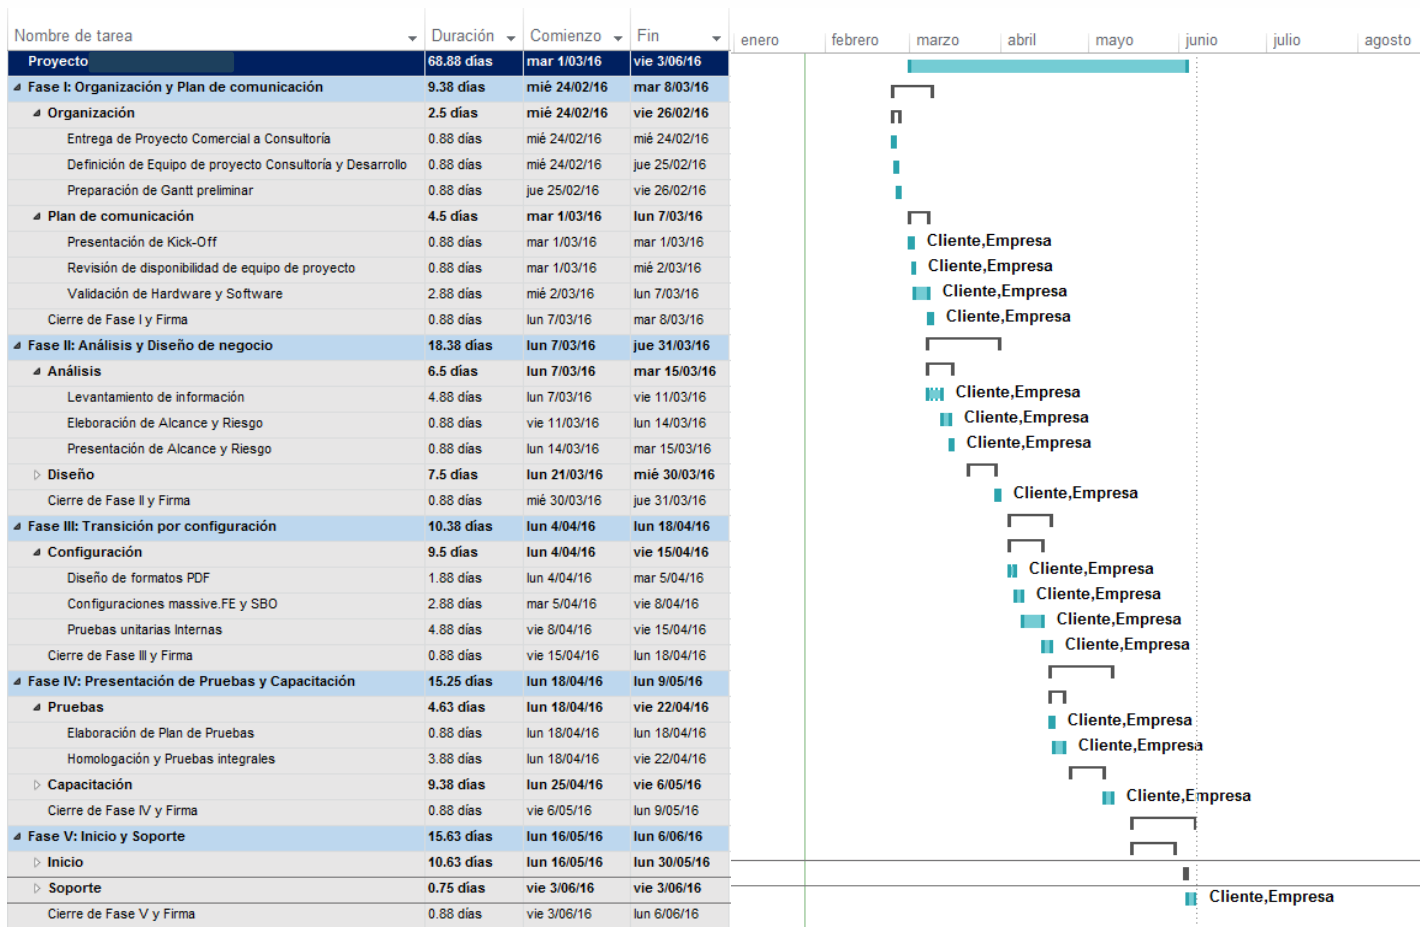 Nombre de tarea Duración Comienzo Fin enero febrero marzo abril mayo junio julio agosto
Proyecto 68.88 días mar 1/03/16 vie 3/06/16
Fase I: Organización y Plan de comunicación 9.38 días mié 24/02/16 mar 8/03/16
Organización 2.5 días mié 24/02/16 vie 26/02/16
Entrega de Proyecto Comercial a Consultoría 0.88 días mié 24/02/16 mié 24/02/16
Definición de Equipo de proyecto Consultoría y Desarrollo 0.88 días mié 24/02/16 jue 25/02/16
Preparación de Gantt preliminar 0.88 días jue 25/02/16 vie 26/02/16
Plan de comunicación 4.5 días mar 1/03/16 lun 7/03/16
Presentación de Kick-Off 0.88 días mar 1/03/16 mar 1/03/16 Cliente,Empresa
Revisión de disponibilidad de equipo de proyecto 0.88 días mar 1/03/16 mié 2/03/16 Cliente,Empresa
Validación de Hardware y Software 2.88 días mié 2/03/16 lun 7/03/16 Cliente,Empresa
Cierre de Fase I y Firma 0.88 días lun 7/03/16 mar 8/03/16 Cliente,Empresa
Fase II: Análisis y Diseño de negocio 18.38 días lun 7/03/16 jue 31/03/16
Análisis 6.5 días lun 7/03/16 mar 15/03/16
Levantamiento de información 4.88 días lun 7/03/16 vie 11/03/16 Cliente,Empresa
Eleboración de Alcance y Riesgo 0.88 días vie 11/03/16 lun 14/03/16 Cliente,Empresa
Presentación de Alcance y Riesgo 0.88 días lun 14/03/16 mar 15/03/16 Cliente,Empresa
Diseño 7.5 días lun 21/03/16 mié 30/03/16
Cierre de Fase II y Firma 0.88 días mié 30/03/16 jue 31/03/16 Cliente,Empresa
Fase III: Transición por configuración 10.38 días lun 4/04/16 lun 18/04/16
Configuración 9.5 días lun 4/04/16 vie 15/04/16
Diseño de formatos PDF 1.88 días lun 4/04/16 mar 5/04/16 Cliente,Empresa
Configuraciones massive.FE y SBO 2.88 días mar 5/04/16 vie 8/04/16 Cliente,Empresa
Pruebas unitarias Internas 4.88 días vie 8/04/16 vie 15/04/16 Cliente,Empresa
Cierre de Fase III y Firma 0.88 días vie 15/04/16 lun 18/04/16 Cliente,Empresa
Fase IV: Presentación de Pruebas y Capacitación 15.25 días lun 18/04/16 lun 9/05/16
Pruebas 4.63 días lun 18/04/16 vie 22/04/16
Elaboración de Plan de Pruebas 0.88 días lun 18/04/16 lun 18/04/16 Cliente,Empresa
Homologación y Pruebas integrales 3.88 días lun 18/04/16 vie 22/04/16 Cliente,Empresa
Capacitación 9.38 días lun 25/04/16 vie 6/05/16
Cierre de Fase IV y Firma 0.88 días vie 6/05/16 lun 9/05/16 Cliente,Empresa
Fase V: Inicio y Soporte 15.63 días lun 16/05/16 lun 6/06/16
Inicio 10.63 días lun 16/05/16 lun 30/05/16
Soporte 0.75 días vie 3/06/16 vie 3/06/16
Cierre de Fase V y Firma 0.88 días vie 3/06/16 lun 6/06/16 Cliente,Empresa